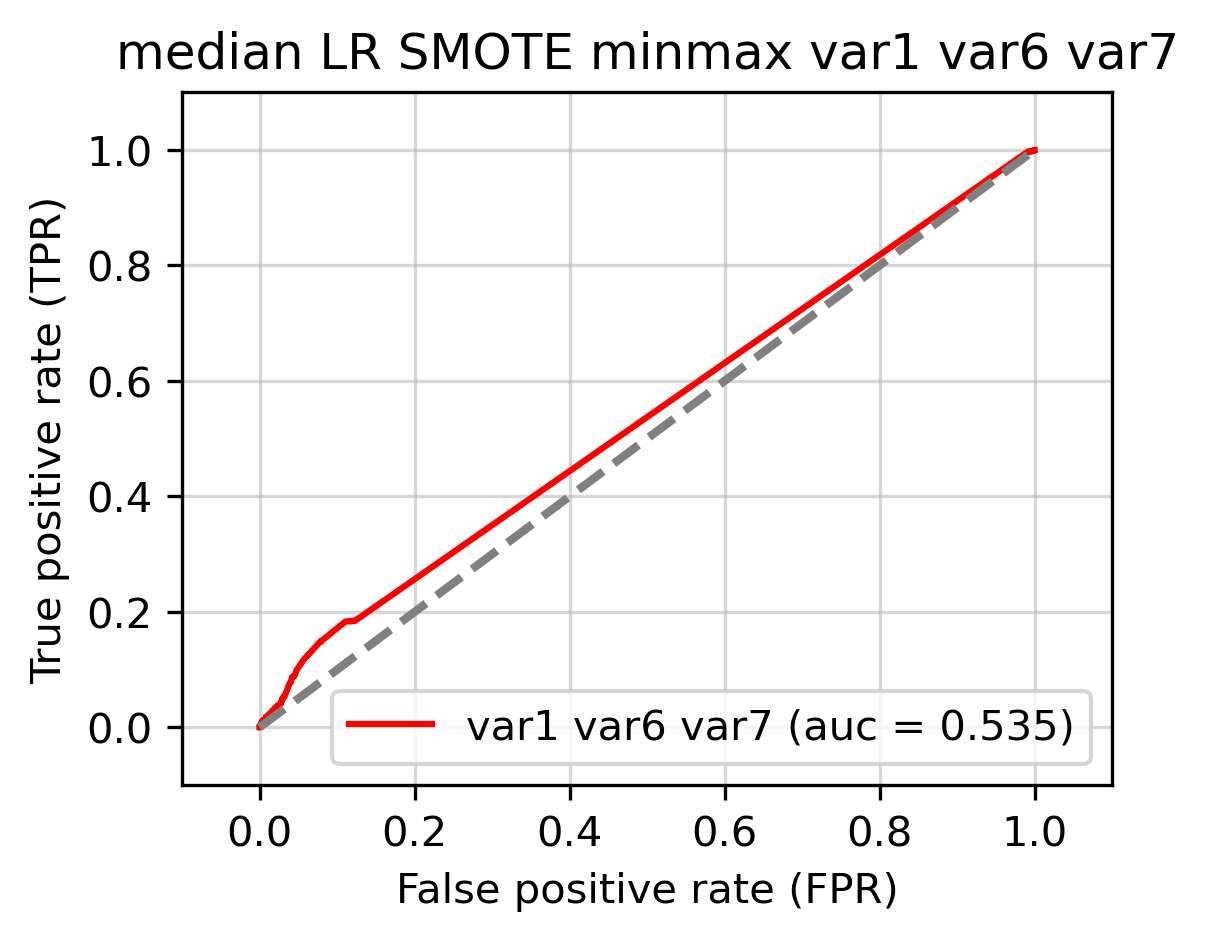 median LR SMOTE minmax var1 var6 var7
True positive rate (TPR)
1.0
0.8
0.6
0.4
0.2
0.0
var1 var6 var7 (auc = 0.535)
0.0 0.2 0.4 0.6 0.8 1.0
False positive rate (FPR)